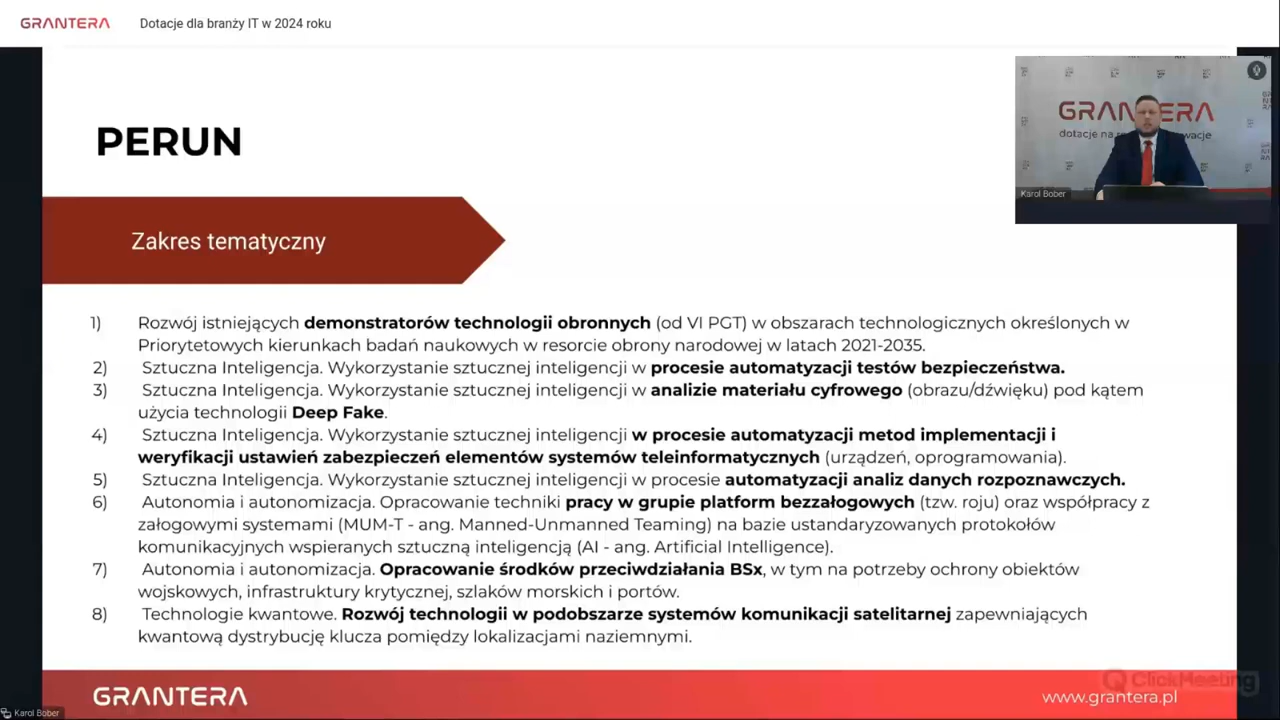 GRANTERA
Dotacje dla branży IT w 2024 roku
PERUN
GRANTERA
Karol Bober
Zakres tematyczny
1) Rozwój istniejących demonstratorów technologii obronnych (od VI PGT) w obszarach technologicznych określonych w
Priorytetowych kierunkach badań naukowych w resorcie obrony narodowej w latach 2021-2035.
2) Sztuczna Inteligencja. Wykorzystanie sztucznej inteligencji w procesie automatyzacji testów bezpieczeństwa.
3) Sztuczna Inteligencja. Wykorzystanie sztucznej inteligencji w analizie materiału cyfrowego (obrazu/dźwięku) pod kątem
użycia technologii Deep Fake.
4) Sztuczna Inteligencja. Wykorzystanie sztucznej inteligencji w procesie automatyzacji metod implementacji i
weryfikacji ustawień zabezpieczeń elementów systemów teleinformatycznych (urządzeń, oprogramowania).
5) Sztuczna Inteligencja. Wykorzystanie sztucznej inteligencji w procesie automatyzacji analiz danych rozpoznawczych.
6) Autonomia i autonomizacja. Opracowanie techniki pracy w grupie platform bezzałogowych (tzw. roju) oraz współpracy z
załogowymi systemami (MUM-T - ang. Manned-Unmanned Teaming) na bazie ustandaryzowanych protokołów
komunikacyjnych wspieranych sztuczną inteligencją (AI - ang. Artificial Intelligence).
7) Autonomia i autonomizacja. Opracowanie środków przeciwdziałania BSx, w tym na potrzeby ochrony obiektów
wojskowych, infrastruktury krytycznej, szlaków morskich i portów.
8) Technologie kwantowe. Rozwój technologii w podobszarze systemów komunikacji satelitarnej zapewniających
kwantową dystrybucję klucza pomiędzy lokalizacjami naziemnymi.
ClickMeeting
GRANTERA
www.grantera.pl
Karol Bober